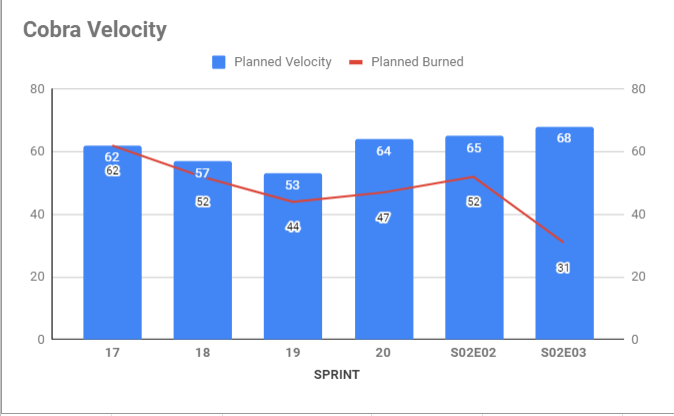 Cobra Velocity
Planned Velocity Planned Burned
80 80
60 60
40 40
20 20
0 0
62 57 53 64 65 68
62 52 44 47 52 31
17 18 19 20 S02E02 S02E03
SPRINT